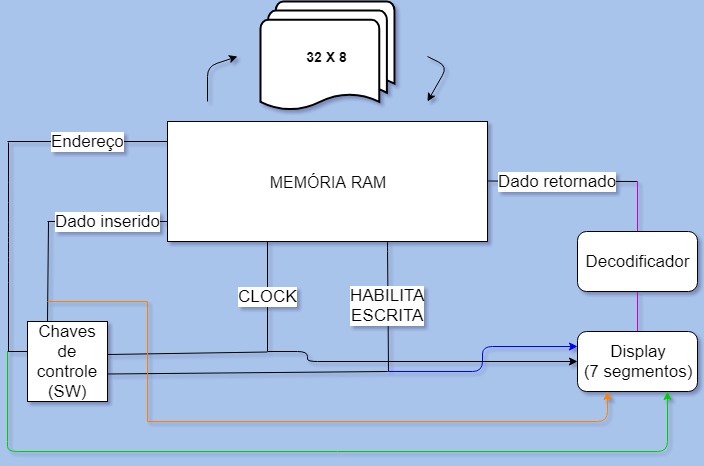 32 X 8
Endereço
MEMÓRIA RAM
Dado retornado
Dado inserido
Decodificador
CLOCK
HABILITA
ESCRITA
Chaves
de
controle
(SW)
Display
(7 segmentos)